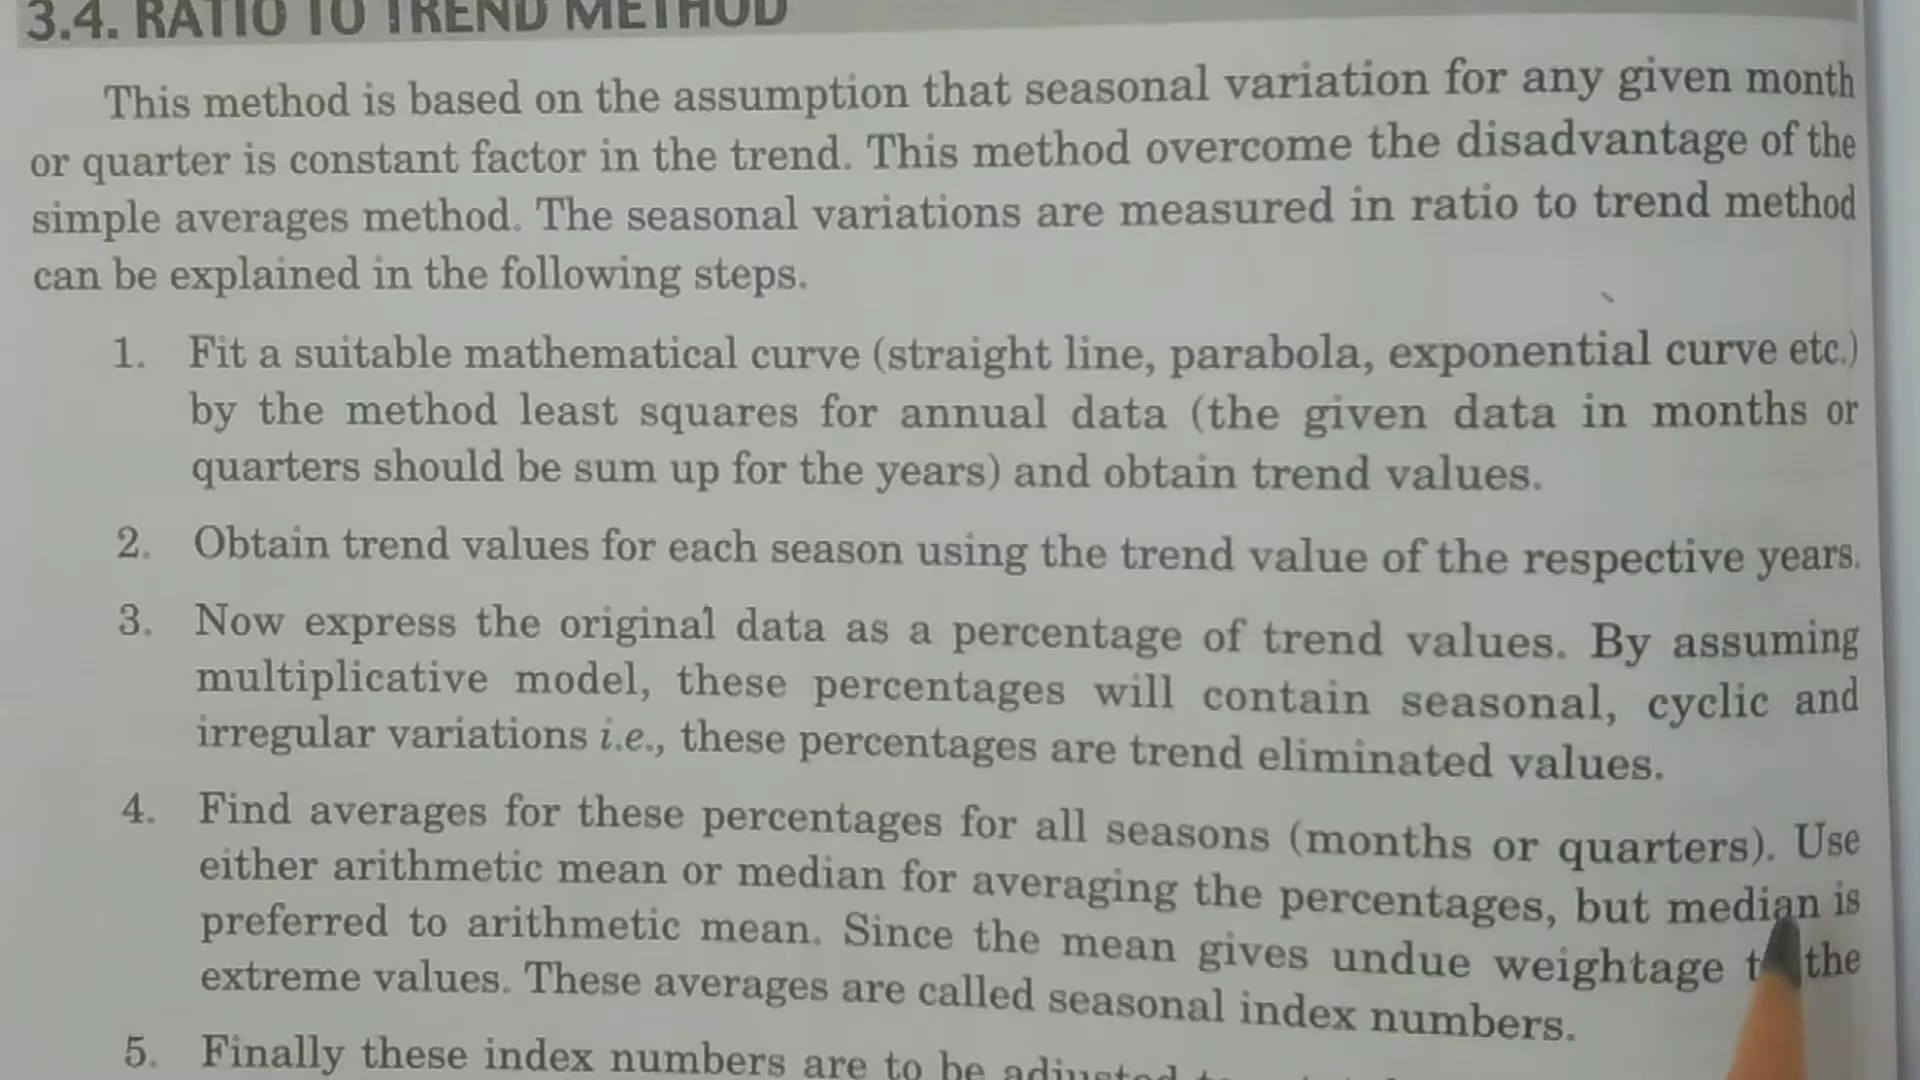 3.4. RATIO TO TREND METHOD
This method is based on the assumption that seasonal variation for any given month
or quarter is constant factor in the trend. This method overcome the disadvantage of the
simple averages method. The seasonal variations are measured in ratio to trend method
can be explained in the following steps.
1. Fit a suitable mathematical curve (straight line, parabola, exponential curve etc.)
by the method least squares for annual data (the given data in months or
quarters should be sum up for the years) and obtain trend values.
2. Obtain trend values for each season using the trend value of the respective years.
3. Now express the original data as a percentage of trend values. By assuming
multiplicative model, these percentages will contain seasonal, cyclic and
irregular variations i.e., these percentages are trend eliminated values.
4. Find averages for these percentages for all seasons (months or quarters). Use
either arithmetic mean or median for averaging the percentages, but median is
preferred to arithmetic mean. Since the mean gives undue weightage the
extreme values. These averages are called seasonal index numbers.
5. Finally these index numbers are to be adjusted